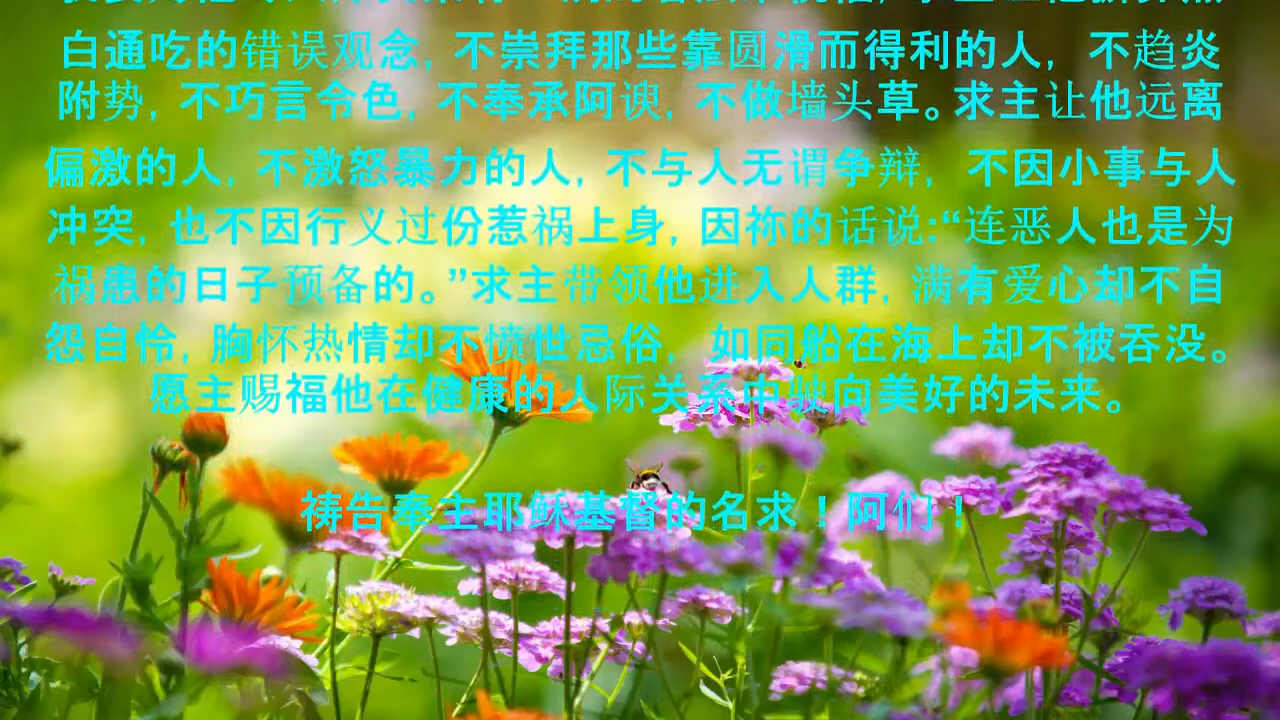 白通吃的错误观念, 不崇拜那些靠圆滑而得利的人, 不趋炎
附势, 不巧言令色, 不奉承阿谀, 不做墙头草。求主让他远离
偏激的人, 不激怒暴力的人, 不与人无谓争辩, 不因小事与人
冲突, 也不因行义过份惹祸上身, 因祢的话说:“连恶人也是为
祸患的日子预备的。”求主带领他进入人群, 满有爱心却不自
怨自怜, 胸怀热情却不愤世忌俗, 如同船在海上却不被吞没。
愿主赐福他在健康的人际关系中驶向美好的未来。
祷告奉主耶稣基督的名求！阿们！